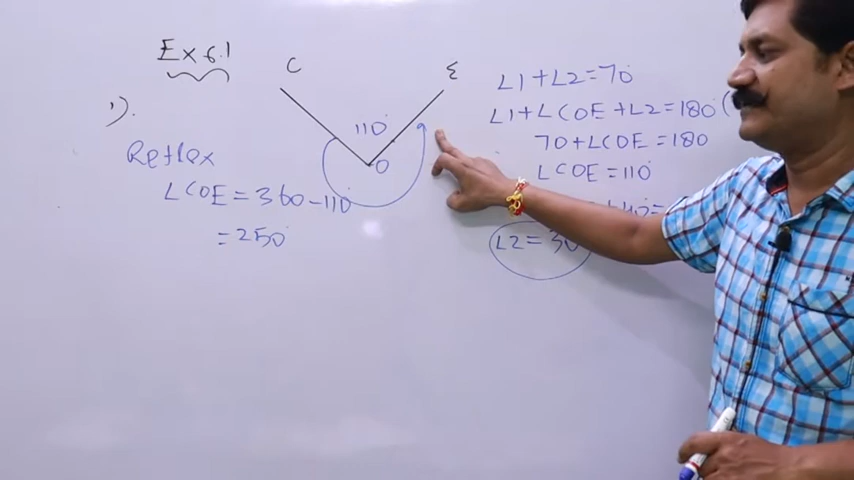 Ex 6.1
1).
C
E
110°
O
Reflex
∠COE = 360-110°
= 250°
∠1+∠2=70°
∠1+∠COE+∠2=180°(
70+∠COE=180
∠COE=110°
40°=
∠2=30